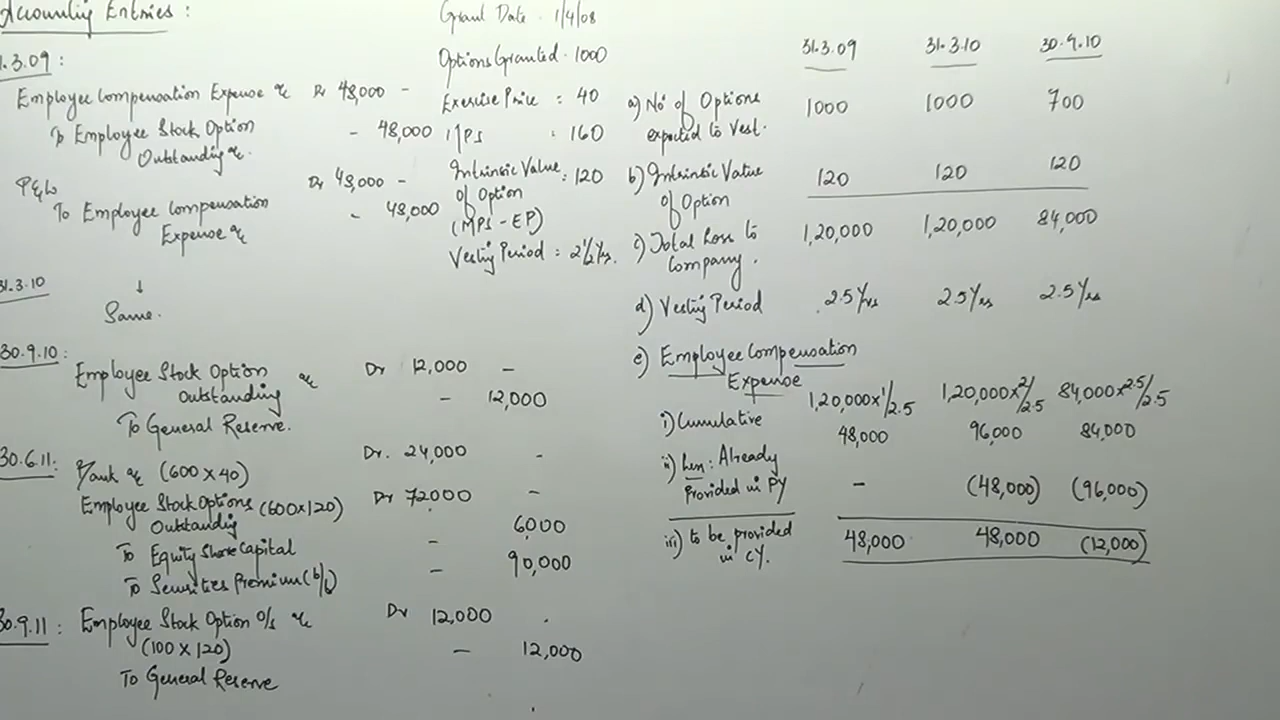 Accounting Entries :
1.3.09 :
Employee Compensation Expense a/c Dr 48,000 -
To Employee Stock Option - 48,000
Outstanding a/c.
P&L Dr 48,000 -
To Employee Compensation - 48,000
Expense a/c
31.3.10
↓
Same.
30.9.10 :
Employee Stock Option a/c Dr 12,000 -
Outstanding - 12,000
To General Reserve.
30.6.11 :
Bank a/c (600 X 40) Dr. 24,000 -
Employee Stock Options (600x120) Dr 72000 -
Outstanding
To Equity Share Capital - 6000
To Securities Premium (b/f) - 90,000
30.9.11 : Employee Stock Option o/s a/c Dr 12,000 .
(100 X 120) - 12,000
To General Reserve
Grant Date . 1/4/08
Options Granted . 1000
Exercise Price : 40
MPS : 160
Intrinsic Value : 120
of Option
(MPS - EP)
Vesting Period : 2½ Yrs.
31.3.09 31.3.10 30.9.10
a) No of Options 1000 1000 700
expected to Vest.
b) Intrinsic Value 120 120 120
of Option
c) Total Loss to 1,20,000 1,20,000 84,000
Company.
d) Vesting Period 2.5 Yrs 2.5 Yrs 2.5 Yrs
e) Employee Compensation
Expense
1,20,000x1/2.5 1,20,000x2/2.5 84,000x2.5/2.5
i) Cumulative 48,000 96,000 84,000
ii) Less: Already
Provided in PY - (48,000) (96,000)
iii) to be provided 48,000 48,000 (12,000)
in CY.